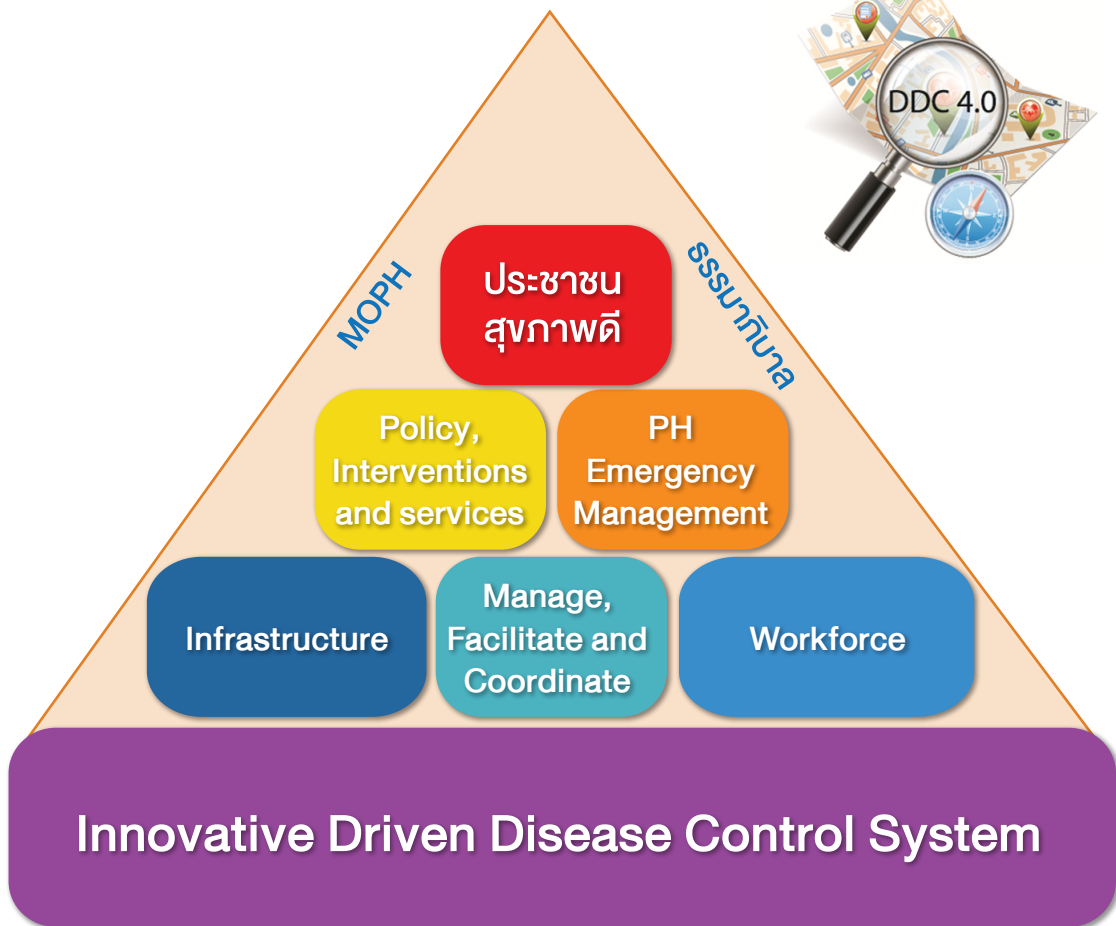 DDC 4.0
MOPH
ธรรมาภิบาล
ประชาชน
สุขภาพดี
Policy,
Interventions
and services
PH
Emergency
Management
Infrastructure
Manage,
Facilitate and
Coordinate
Workforce
Innovative Driven Disease Control System